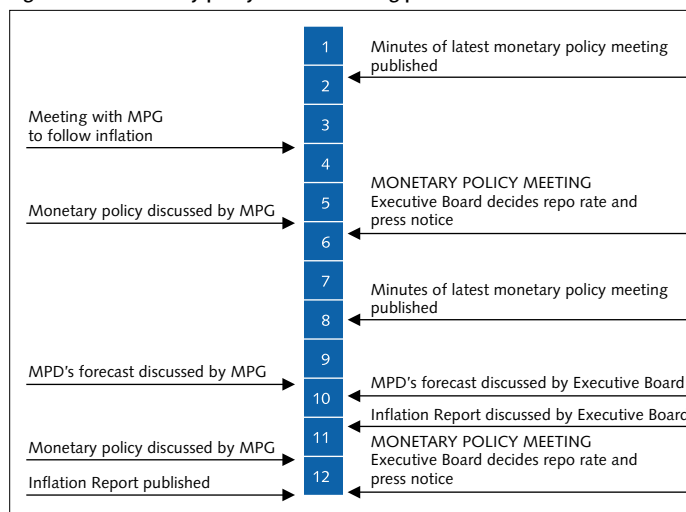 1
Minutes of latest monetary policy meeting
published
2
Meeting with MPG
to follow inflation
3
4
MONETARY POLICY MEETING
Executive Board decides repo rate and
press notice
5
Monetary policy discussed by MPG
6
7
Minutes of latest monetary policy meeting
published
8
9
MPD's forecast discussed by MPG
10
MPD's forecast discussed by Executive Board
Inflation Report discussed by Executive Board
11
Monetary policy discussed by MPG
MONETARY POLICY MEETING
Executive Board decides repo rate and
press notice
12
Inflation Report published